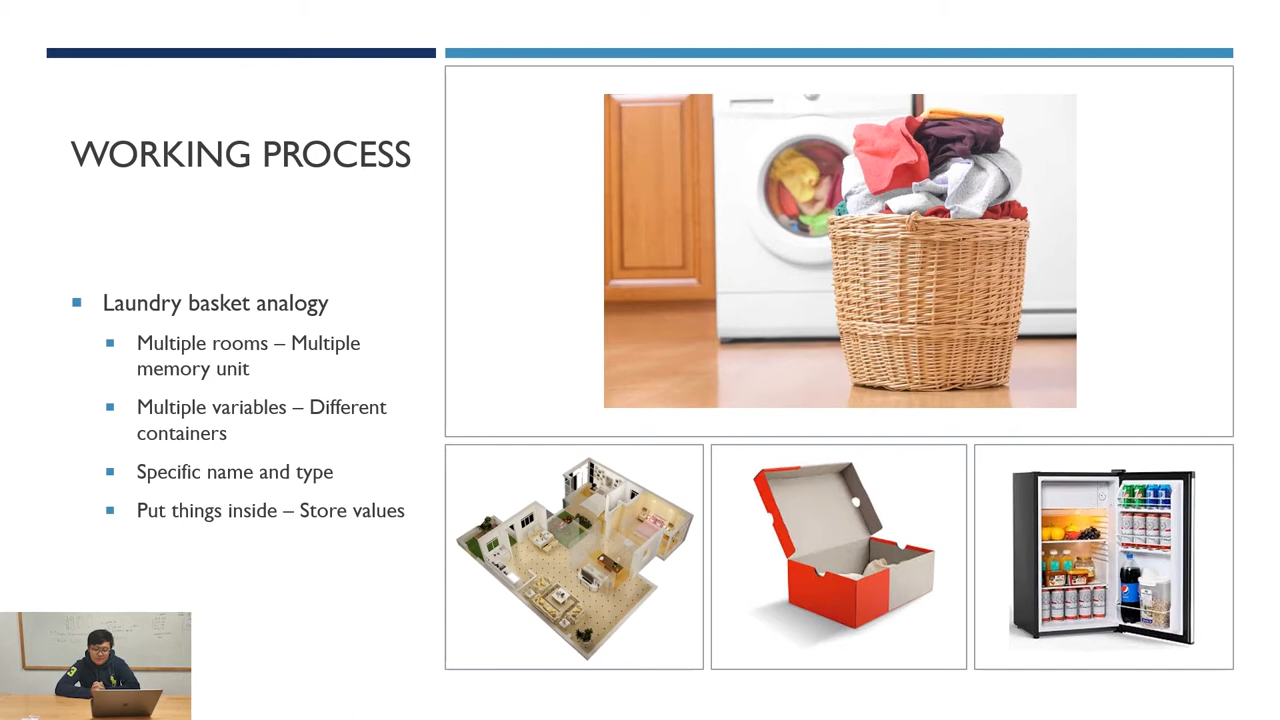 WORKING PROCESS
Laundry basket analogy
Multiple rooms – Multiple
memory unit
Multiple variables – Different
containers
Specific name and type
Put things inside – Store values
3